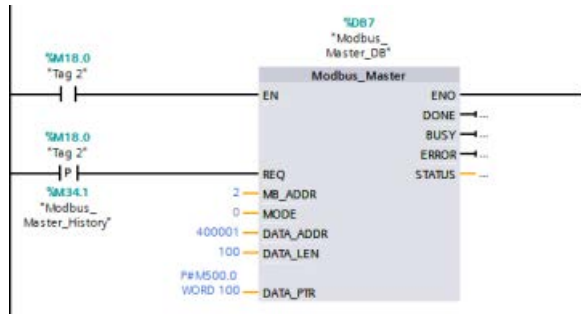 %DB7
"Modbus_
Master_DB"
Modbus_Master
%M18.0
"Tag 2"
EN
ENO
DONE
...
BUSY
...
ERROR
...
STATUS
...
%M18.0
"Tag 2"
P
%M34.1
"Modbus_
Master_History"
REQ
2
MB_ADDR
0
MODE
400001
DATA_ADDR
100
DATA_LEN
P#M500.0
WORD 100
DATA_PTR